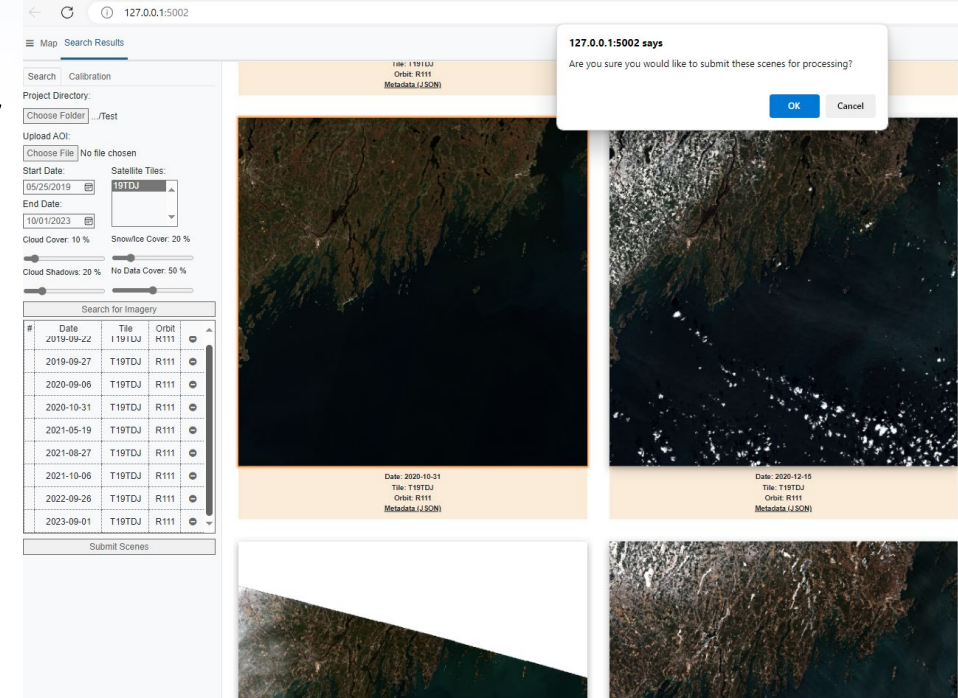 127.0.0.1:5002
Map Search Results
127.0.0.1:5002 says
Are you sure you would like to submit these scenes for processing?
OK Cancel
Search Calibration
Project Directory:
Choose Folder .../Test
Upload AOI:
Choose File No file chosen
Start Date: Satellite Tiles:
05/25/2019 19TDJ
End Date:
10/01/2023
Cloud Cover: 10 % Snow/Ice Cover: 20 %
Cloud Shadows: 20 % No Data Cover: 50 %
Search for Imagery
# Date Tile Orbit
2019-09-22 T19TDJ R111
2019-09-27 T19TDJ R111
2020-09-06 T19TDJ R111
2020-10-31 T19TDJ R111
2021-05-19 T19TDJ R111
2021-08-27 T19TDJ R111
2021-10-06 T19TDJ R111
2022-09-26 T19TDJ R111
2023-09-01 T19TDJ R111
Submit Scenes
Tile: T19TDJ
Orbit: R111
Metadata (JSON)
Date: 2020-10-31
Tile: T19TDJ
Orbit: R111
Metadata (JSON)
Date: 2020-12-15
Tile: T19TDJ
Orbit: R111
Metadata (JSON)